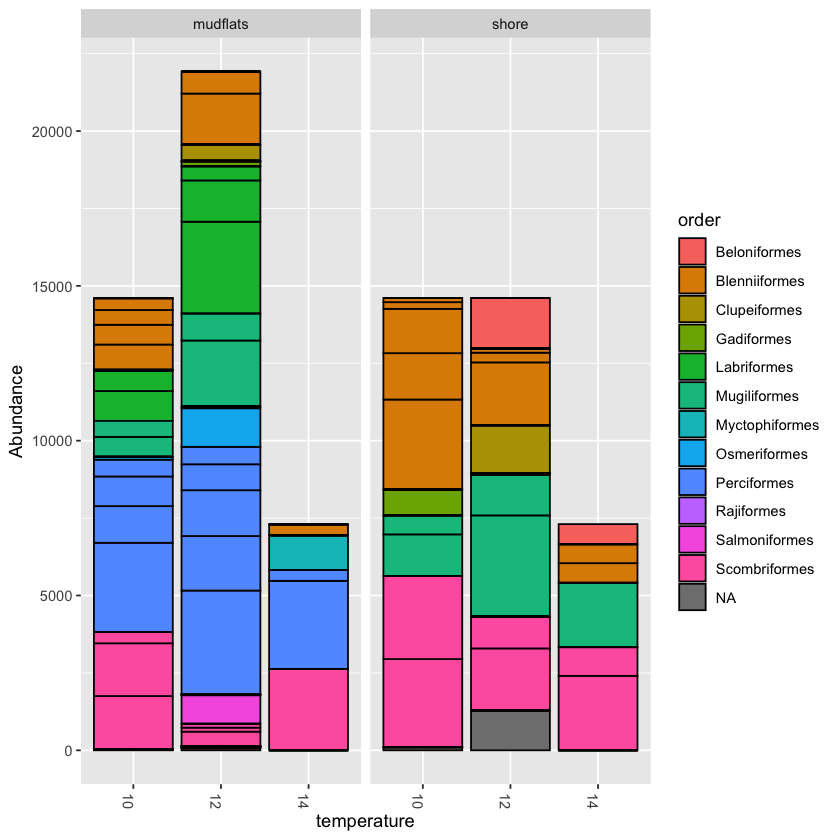 mudflats
shore
20000
15000
10000
5000
0
Abundance
10
12
14
10
12
14
temperature
order
Beloniformes
Blenniiformes
Clupeiformes
Gadiformes
Labriformes
Mugiliformes
Myctophiformes
Osmeriformes
Perciformes
Rajiformes
Salmoniformes
Scombriformes
NA